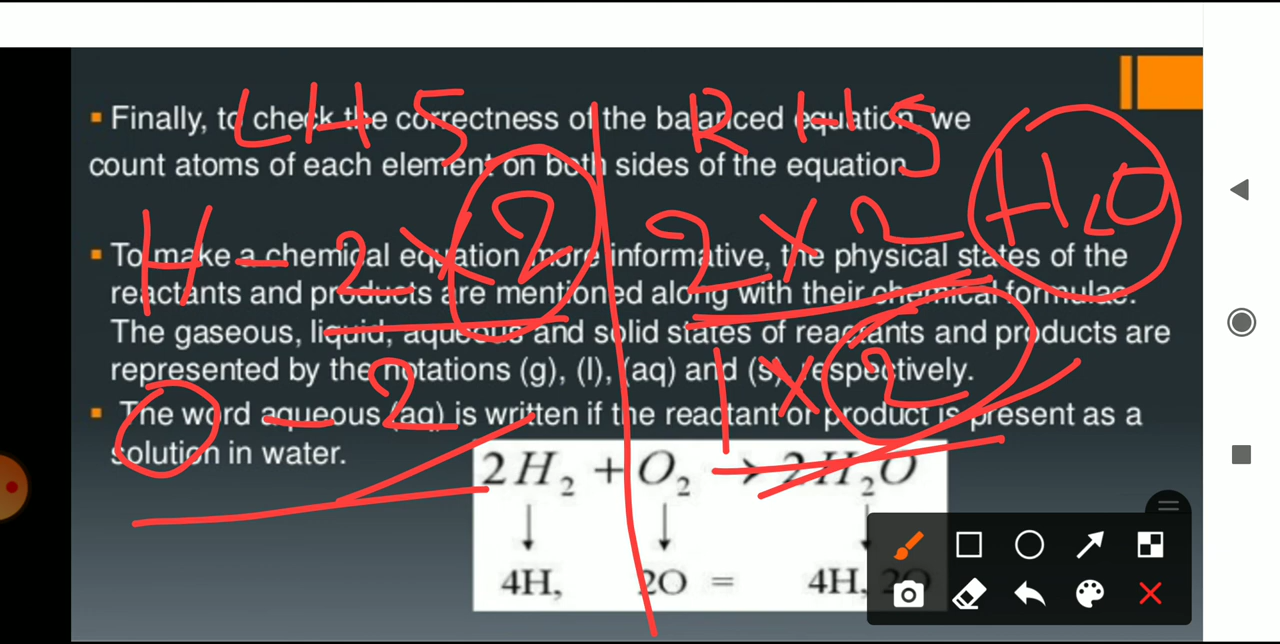 LHS RHS
▪ Finally, to check the correctness of the balanced equation, we
count atoms of each element on both sides of the equation.
H - 2 × 2 2 × 2 H2O
▪ To make a chemical equation more informative, the physical states of the
reactants and products are mentioned along with their chemical formulae.
The gaseous, liquid, aqueous and solid states of reactants and products are
represented by the notations (g), (l), (aq) and (s), respectively.
O - 2 1 × 2
▪ The word aqueous (aq) is written if the reactant or product is present as a
solution in water.
2H2 + O2 → 2H2O
↓ ↓ ↓
4H, 2O = 4H, 2O